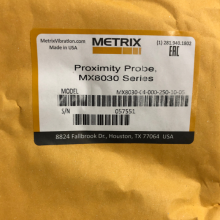 MetrixVibration.com
Made in USA
METRIX
[1] 281.940.1802
EAC
Proximity Probe,
MX8030 Series
MODEL MX8030-C4-000-250-10-05
S/N 057551
8824 Fallbrook Dr., Houston, TX 77064 USA